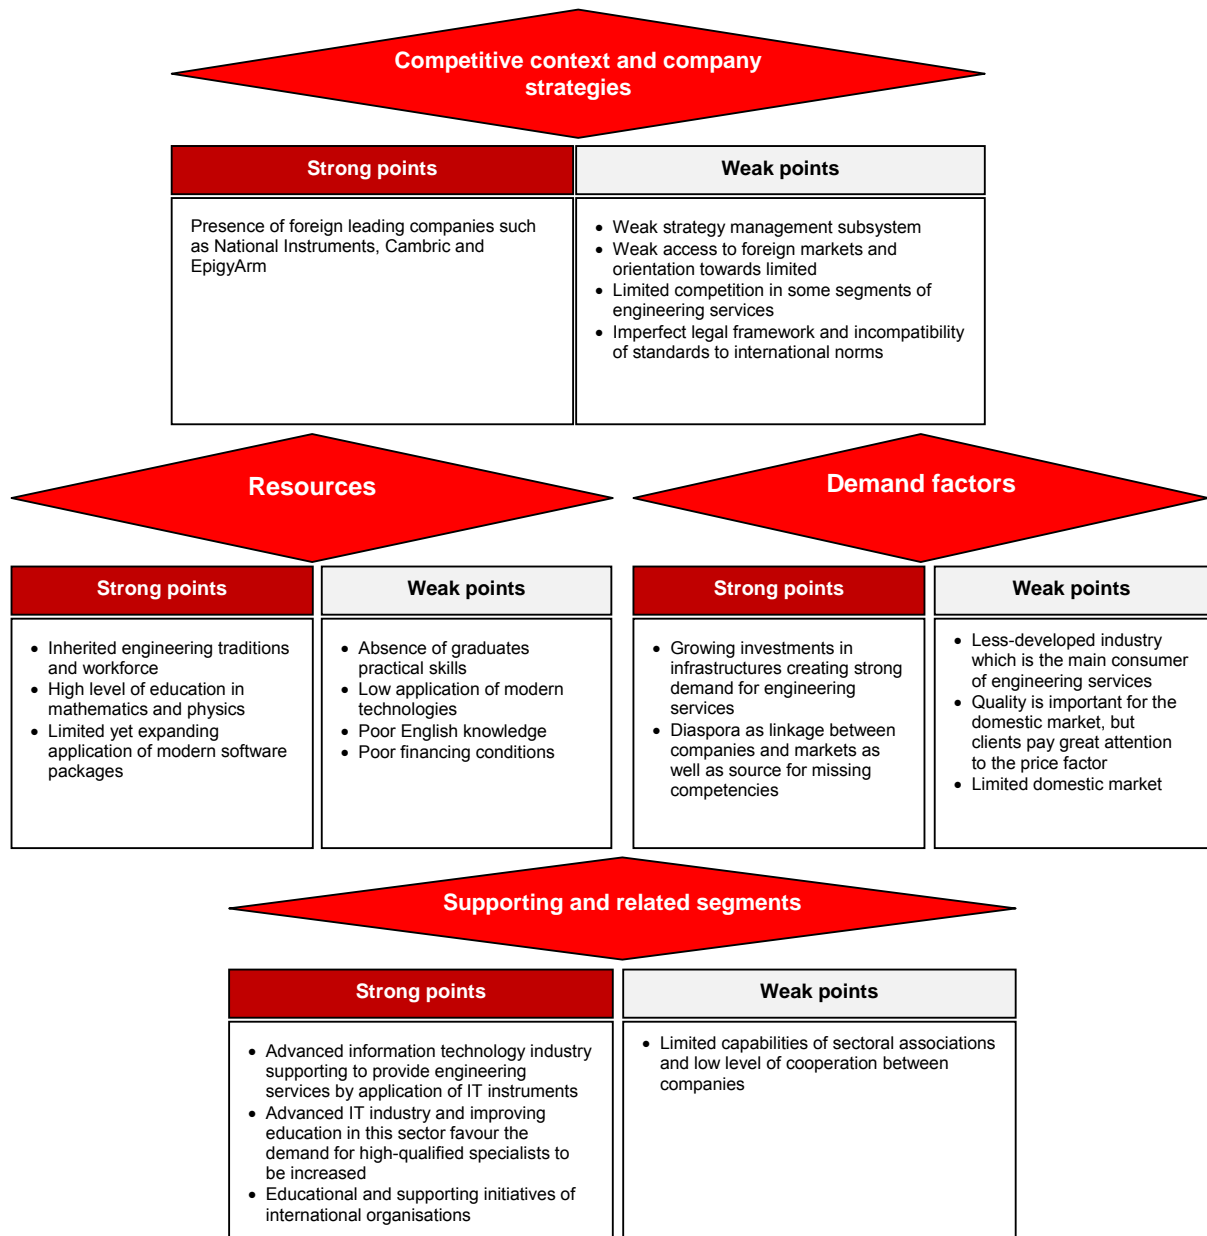 Competitive context and company
strategies
Strong points
Weak points
Presence of foreign leading companies such
as National Instruments, Cambric and
EpigyArm
• Weak strategy management subsystem
• Weak access to foreign markets and
orientation towards limited
• Limited competition in some segments of
engineering services
• Imperfect legal framework and incompatibility
of standards to international norms
Resources
Strong points
Weak points
• Inherited engineering traditions
and workforce
• High level of education in
mathematics and physics
• Limited yet expanding
application of modern software
packages
• Absence of graduates
practical skills
• Low application of modern
technologies
• Poor English knowledge
• Poor financing conditions
Demand factors
Strong points
Weak points
• Growing investments in
infrastructures creating strong
demand for engineering
services
• Diaspora as linkage between
companies and markets as
well as source for missing
competencies
• Less-developed industry
which is the main consumer
of engineering services
• Quality is important for the
domestic market, but
clients pay great attention
to the price factor
• Limited domestic market
Supporting and related segments
Strong points
Weak points
• Advanced information technology industry
supporting to provide engineering
services by application of IT instruments
• Advanced IT industry and improving
education in this sector favour the
demand for high-qualified specialists to
be increased
• Educational and supporting initiatives of
international organisations
• Limited capabilities of sectoral associations
and low level of cooperation between
companies